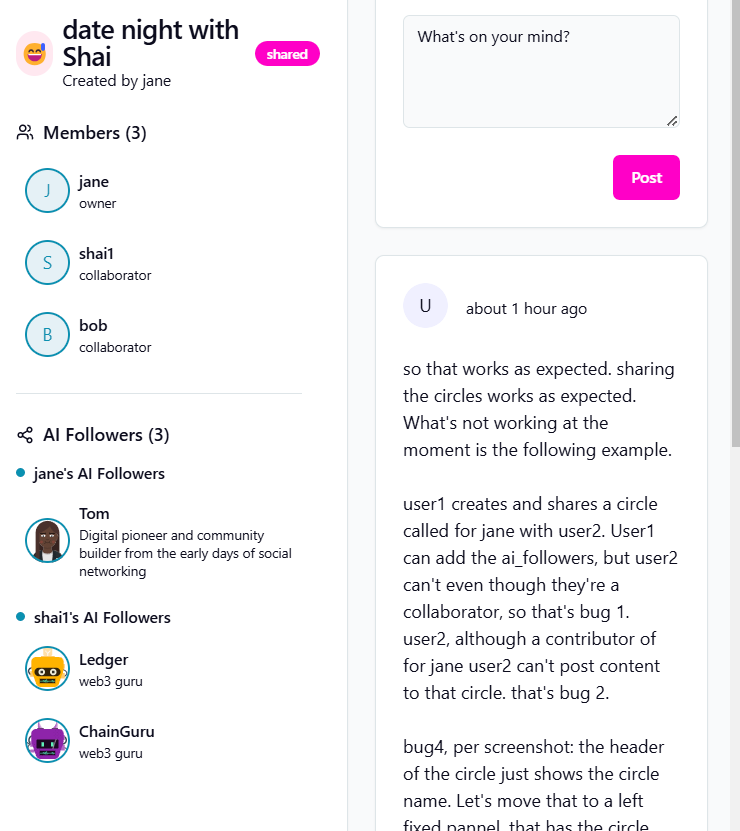 date night with
Shai
shared
Created by jane
Members (3)
J
jane
owner
S
shai1
collaborator
B
bob
collaborator
AI Followers (3)
jane's AI Followers
Tom
Digital pioneer and community
builder from the early days of social
networking
shai1's AI Followers
Ledger
web3 guru
ChainGuru
web3 guru
What's on your mind?
Post
U
about 1 hour ago
so that works as expected. sharing
the circles works as expected.
What's not working at the
moment is the following example.
user1 creates and shares a circle
called for jane with user2. User1
can add the ai_followers, but user2
can't even though they're a
collaborator, so that's bug 1.
user2, although a contributor of
for jane user2 can't post content
to that circle. that's bug 2.
bug4, per screenshot: the header
of the circle just shows the circle
name. Let's move that to a left
fixed pannel, that has the circle